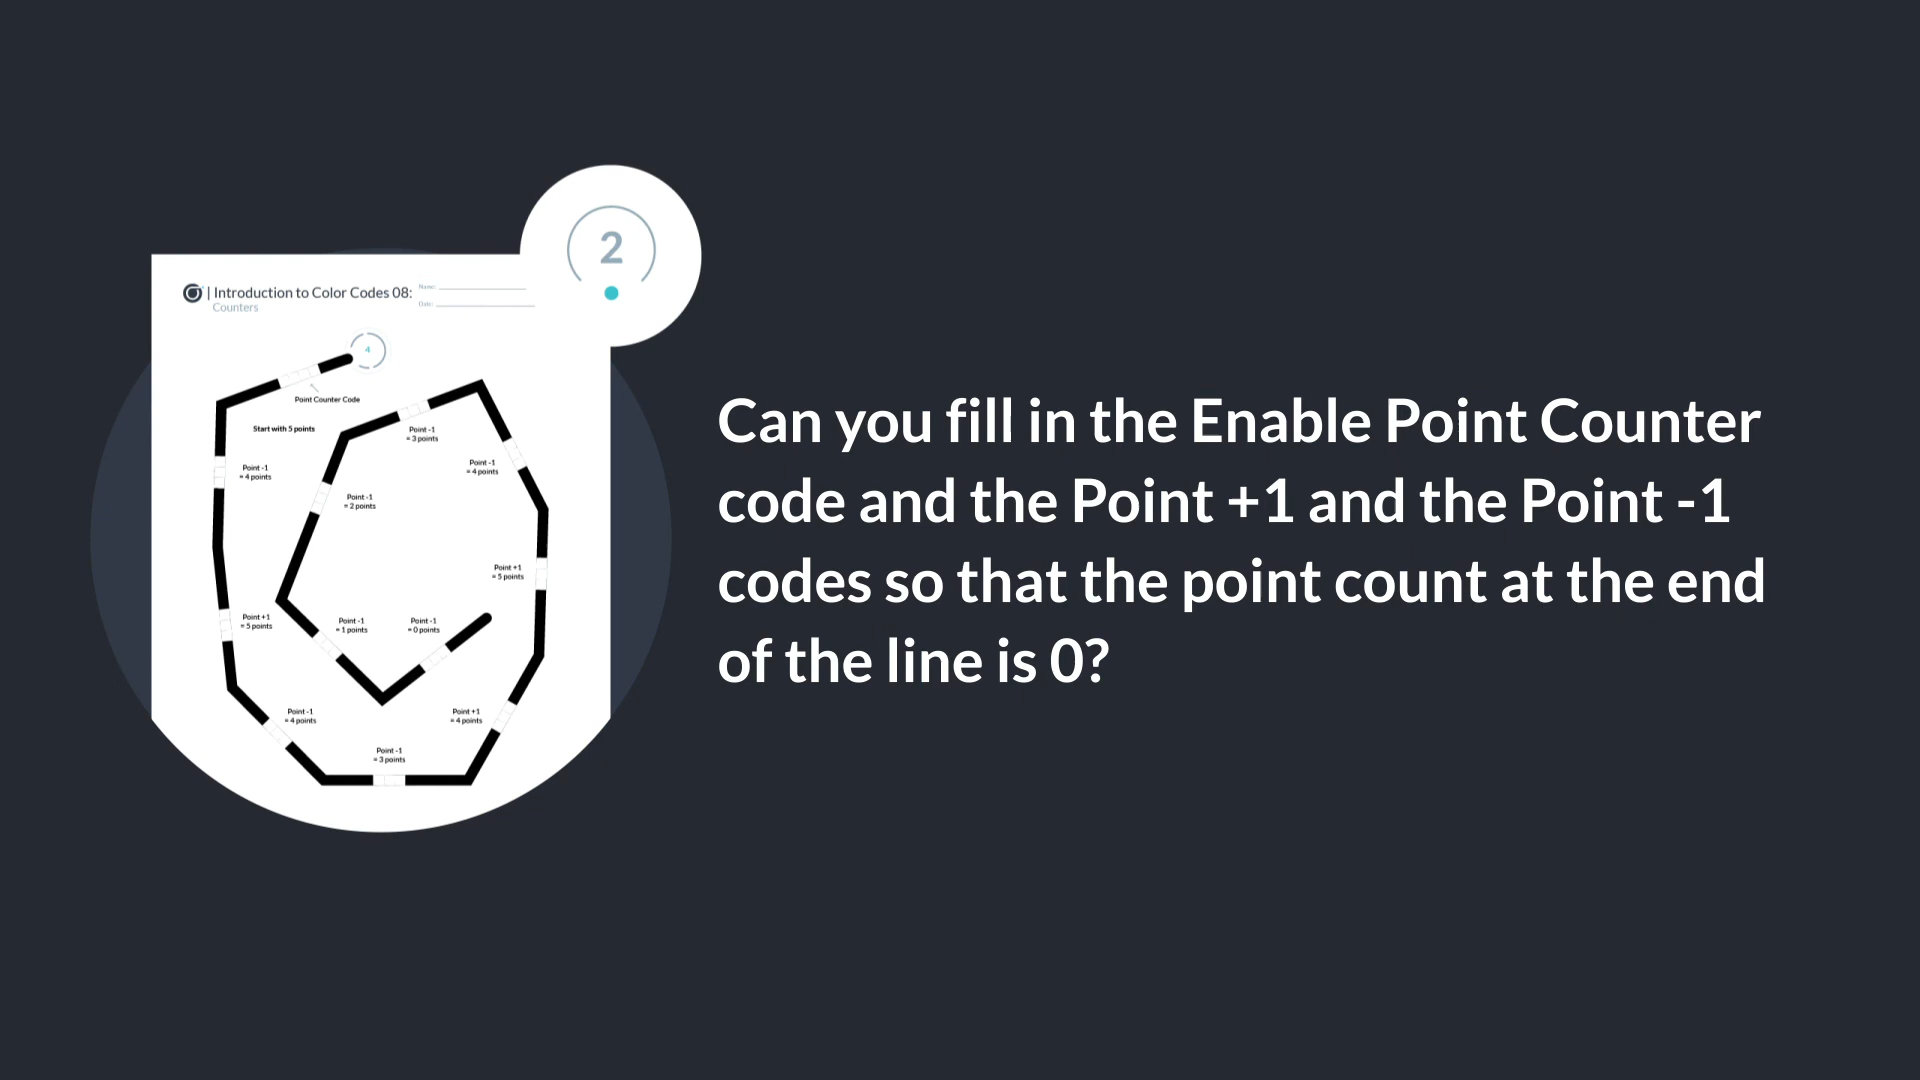 2
| Introduction to Color Codes 08:
Counters
Name:
Date:
4
Point Counter Code
Start with 5 points
Point -1
= 4 points
Point +1
= 5 points
Point -1
= 4 points
Point -1
= 3 points
Point +1
= 4 points
Point +1
= 5 points
Point -1
= 4 points
Point -1
= 3 points
Point -1
= 2 points
Point -1
= 1 points
Point -1
= 0 points
Can you fill in the Enable Point Counter
code and the Point +1 and the Point -1
codes so that the point count at the end
of the line is 0?